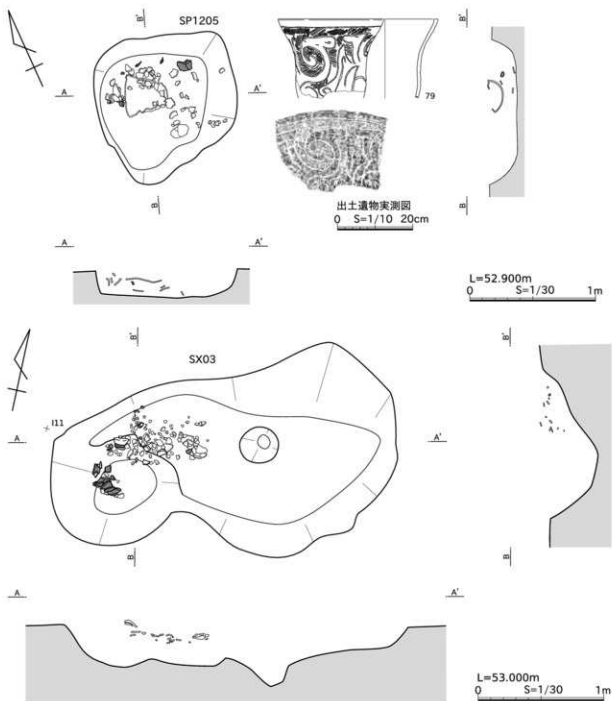 B'
SP1205
A
A'
79
B'
B
B
出土遺物実測図
0 S=1/10 20cm
A
A'
L=52.900m
0 S=1/30 1m
B'
SX03
B'
I11
A
A'
B
B
A
A'
L=53.000m
0 S=1/30 1m